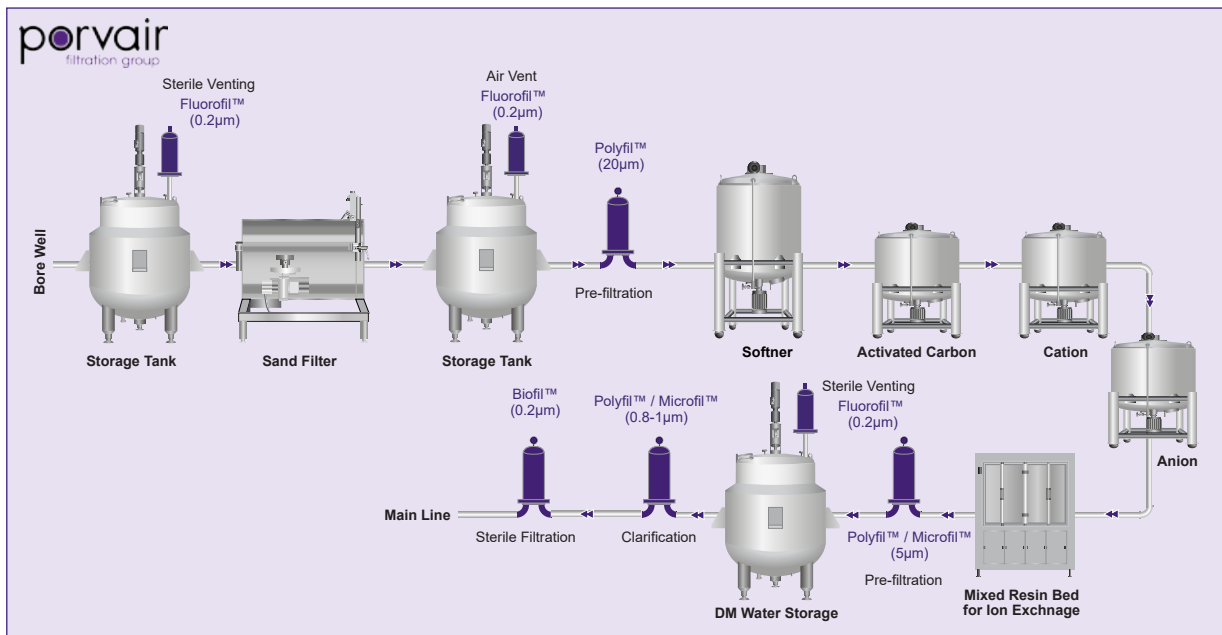 porvair
filtration group
Sterile Venting
Fluorofil™
(0.2µm)
Air Vent
Fluorofil™
(0.2µm)
Polyfil™
(20µm)
Bore Well
Pre-filtration
Storage Tank
Sand Filter
Storage Tank
Softner
Activated Carbon
Cation
Anion
Biofil™
(0.2µm)
Polyfil™ / Microfil™
(0.8-1µm)
Sterile Venting
Fluorofil™
(0.2µm)
Main Line
Sterile Filtration
Clarification
Polyfil™ / Microfil™
(5µm)
Pre-filtration
DM Water Storage
Mixed Resin Bed
for Ion Exchnage